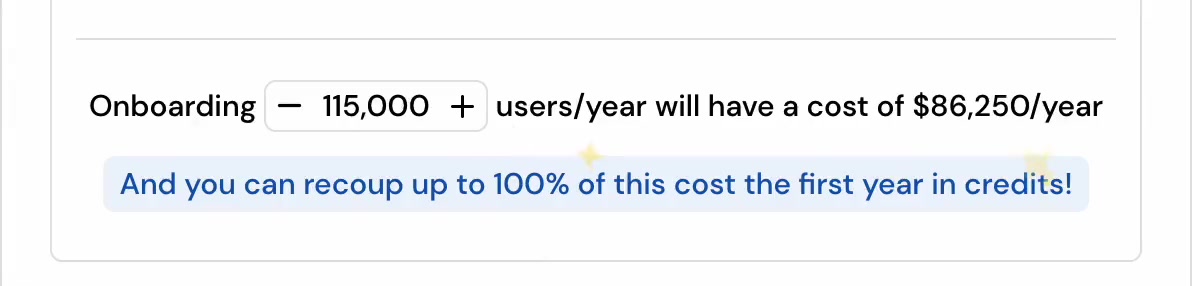 Onboarding − 115,000 + users/year will have a cost of $86,250/year
And you can recoup up to 100% of this cost the first year in credits!